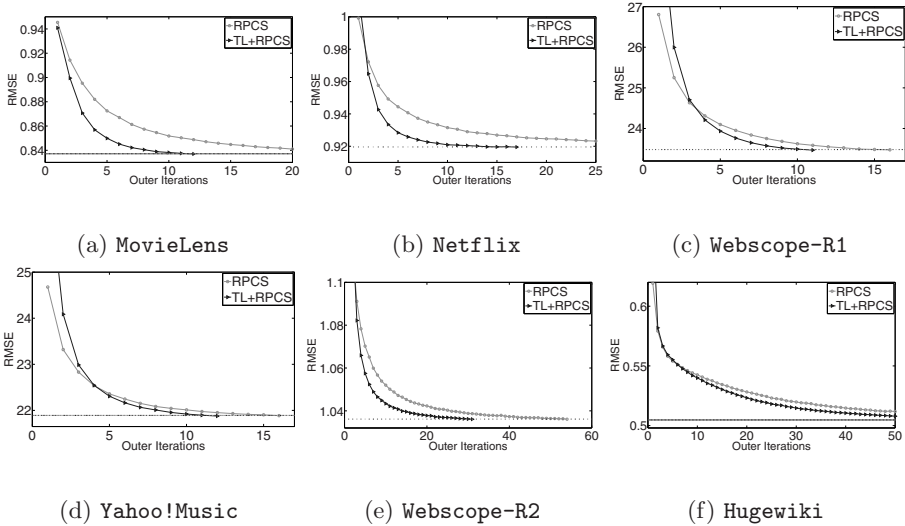 RMSE
0.94
0.92
0.9
0.88
0.86
0.84
0 5 10 15 20
Outer Iterations
RPCS
TL+RPCS
(a) MovieLens
RMSE
1
0.98
0.96
0.94
0.92
0 5 10 15 20 25
Outer Iterations
RPCS
TL+RPCS
(b) Netflix
RMSE
27
26
25
24
0 5 10 15
Outer Iterations
RPCS
TL+RPCS
(c) Webscope-R1
RMSE
25
24
23
22
0 5 10 15
Outer Iterations
RPCS
TL+RPCS
(d) Yahoo!Music
RMSE
1.1
1.08
1.06
1.04
0 20 40 60
Outer Iterations
RPCS
TL+RPCS
(e) Webscope-R2
RMSE
0.6
0.5
0 10 20 30 40 50
Outer Iterations
RPCS
TL+RPCS
(f) Hugewiki